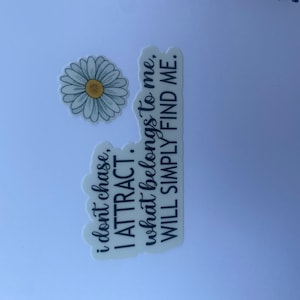 i dont chase,
I ATTRACT.
what belongs to me,
WILL SIMPLY FIND ME.